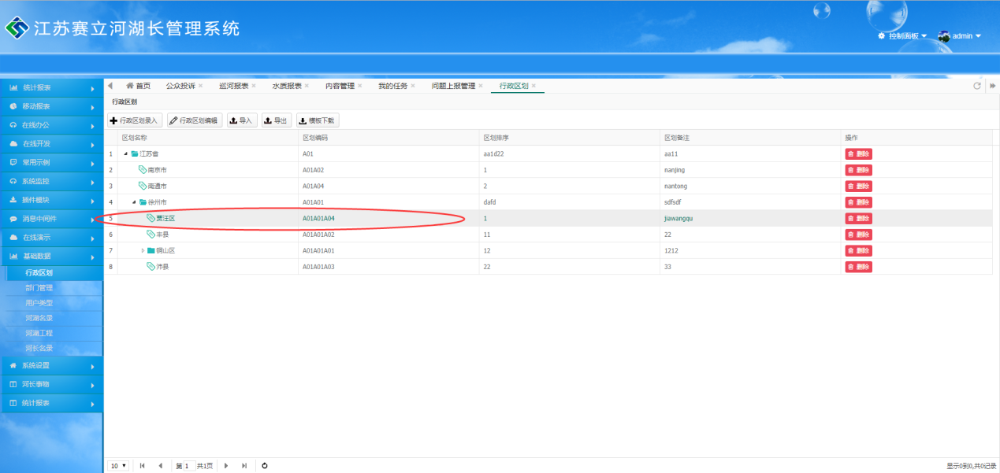 江苏赛立河湖长管理系统
控制面板 admin
首页 公众投诉 巡河报表 水质报表 内容管理 我的任务 问题上报管理 行政区划
行政区划
行政区划录入 行政区划编辑 导入 导出 模板下载
区划名称 区划编码 区划排序 区划备注 操作
1 江苏省 A01 aa1d22 aa11 删除
2 南京市 A01A02 1 nanjing 删除
3 南通市 A01A04 2 nantong 删除
4 徐州市 A01A01 dafd sdfsdf 删除
5 贾汪区 A01A01A04 1 jiawangqu 删除
6 丰县 A01A01A02 11 22 删除
7 铜山区 A01A01A01 12 1212 删除
8 沛县 A01A01A03 22 33 删除
统计报表
移动报表
在线办公
在线开发
常用示例
系统监控
插件模块
消息中间件
在线演示
基础数据
行政区划
部门管理
用户类型
河湖名录
河湖工程
河长名录
系统设置
河长事物
统计报表
10 第 1 共1页
显示0到0,共0记录